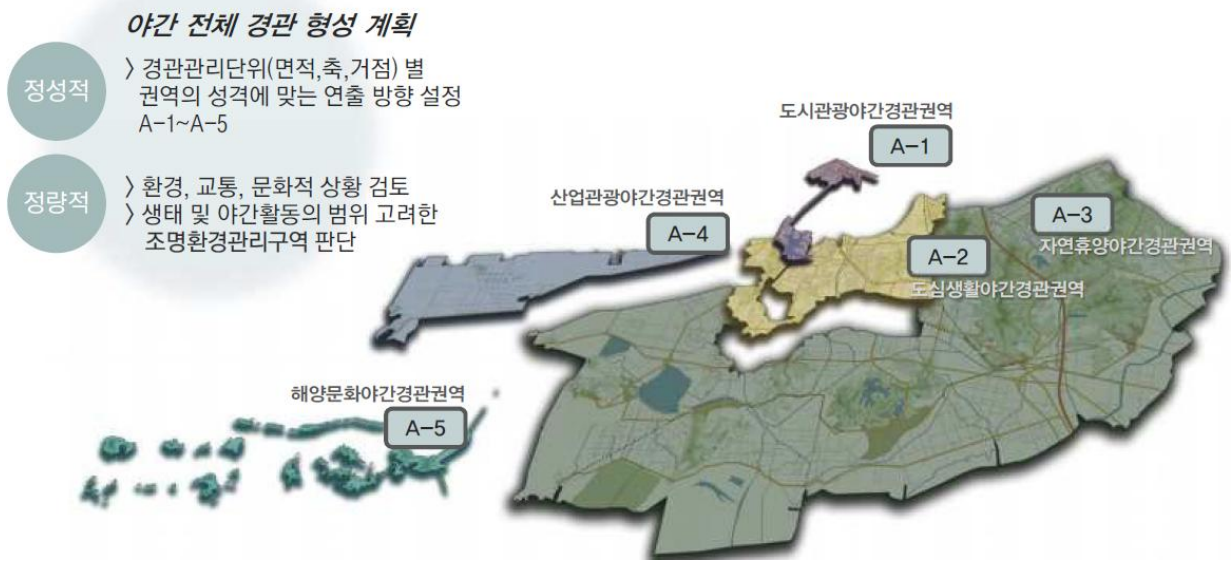 야간 전체 경관 형성 계획
정성적
〉경관관리단위(면적,축,거점) 별
권역의 성격에 맞는 연출 방향 설정
A-1~A-5
정량적
〉환경, 교통, 문화적 상황 검토
〉생태 및 야간활동의 범위 고려한
조명환경관리구역 판단
도시관광야간경관권역
A-1
산업관광야간경관권역
A-4
A-3
자연휴양야간경관권역
A-2
도심생활야간경관권역
해양문화야간경관권역
A-5